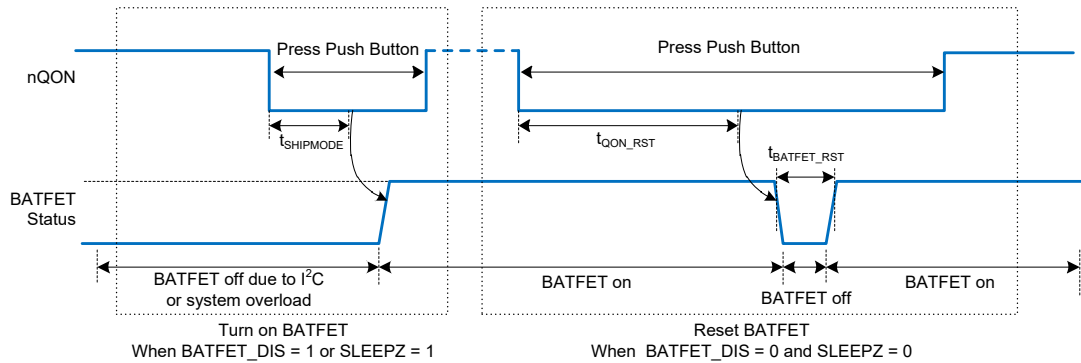 Press Push Button
Press Push Button
nQON
tSHIPMODE
tQON_RST
tBATFET_RST
BATFET
Status
BATFET off due to I²C
or system overload
BATFET on
BATFET off
BATFET on
Turn on BATFET
When BATFET_DIS = 1 or SLEEPZ = 1
Reset BATFET
When BATFET_DIS = 0 and SLEEPZ = 0